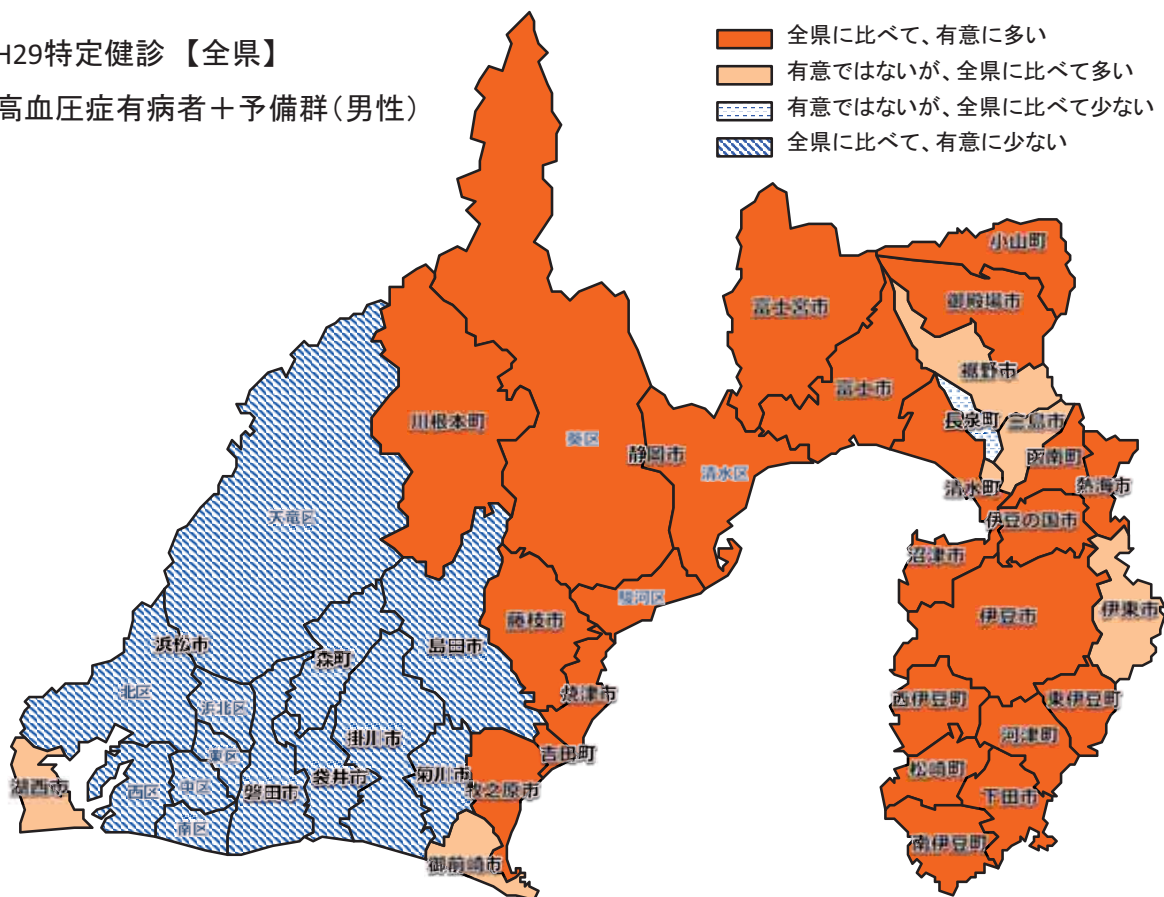 H29特定健診 【全県】
高血圧症有病者＋予備群（男性）
全県に比べて、有意に多い
有意ではないが、全県に比べて多い
有意ではないが、全県に比べて少ない
全県に比べて、有意に少ない
小山町
御殿場市
富士宮市
裾野市
富士市
長泉町
三島市
川根本町
葵区
静岡市
清水区
函南町
清水町
熱海市
伊豆の国市
天竜区
沼津市
駿河区
藤枝市
伊豆市
伊東市
浜松市
森町
島田市
北区
浜北区
焼津市
西伊豆町
東伊豆町
掛川市
河津町
東区
吉田町
湖西市
西区
中区
磐田市
袋井市
菊川市
牧之原市
松崎町
下田市
南区
南伊豆町
御前崎市